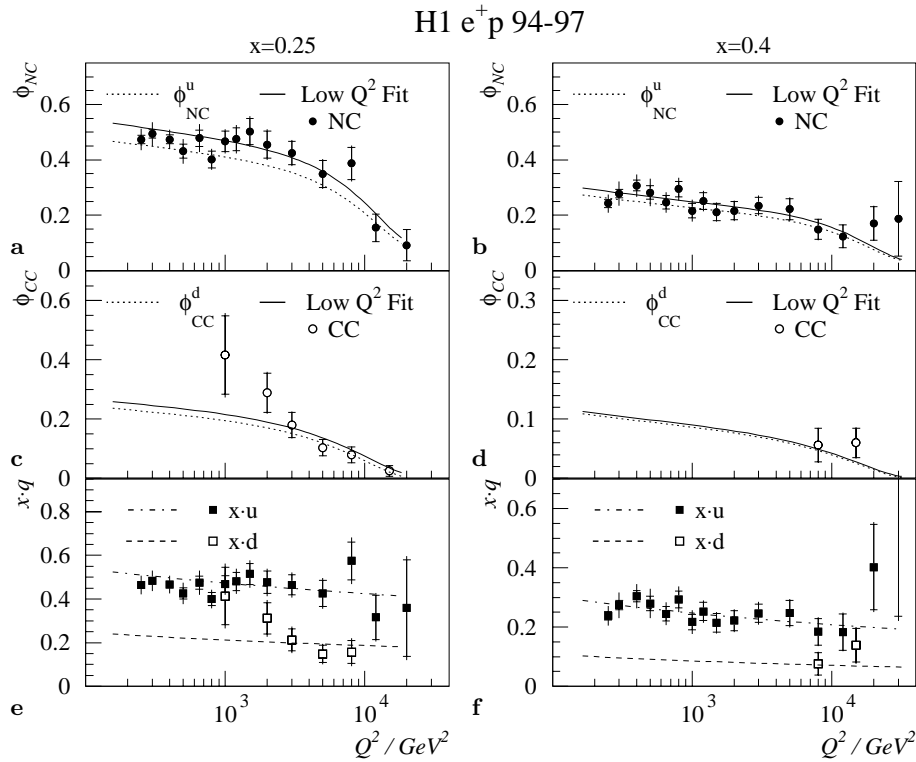 H1 e⁺p 94-97
x=0.25
x=0.4
ϕ_NC
0.6
0.4
0.2
0
ϕ^u_NC
Low Q² Fit
NC
a
ϕ_NC
0.6
0.4
0.2
0
ϕ^u_NC
Low Q² Fit
NC
b
ϕ_CC
0.6
0.4
0.2
0
ϕ^d_CC
Low Q² Fit
CC
c
ϕ_CC
0.3
0.2
0.1
0
ϕ^d_CC
Low Q² Fit
CC
d
x·q
0.8
0.6
0.4
0.2
0
x·u
x·d
e
10³
10⁴
Q² / GeV²
0.6
0.4
0.2
0
x·u
x·d
f
10³
10⁴
Q² / GeV²